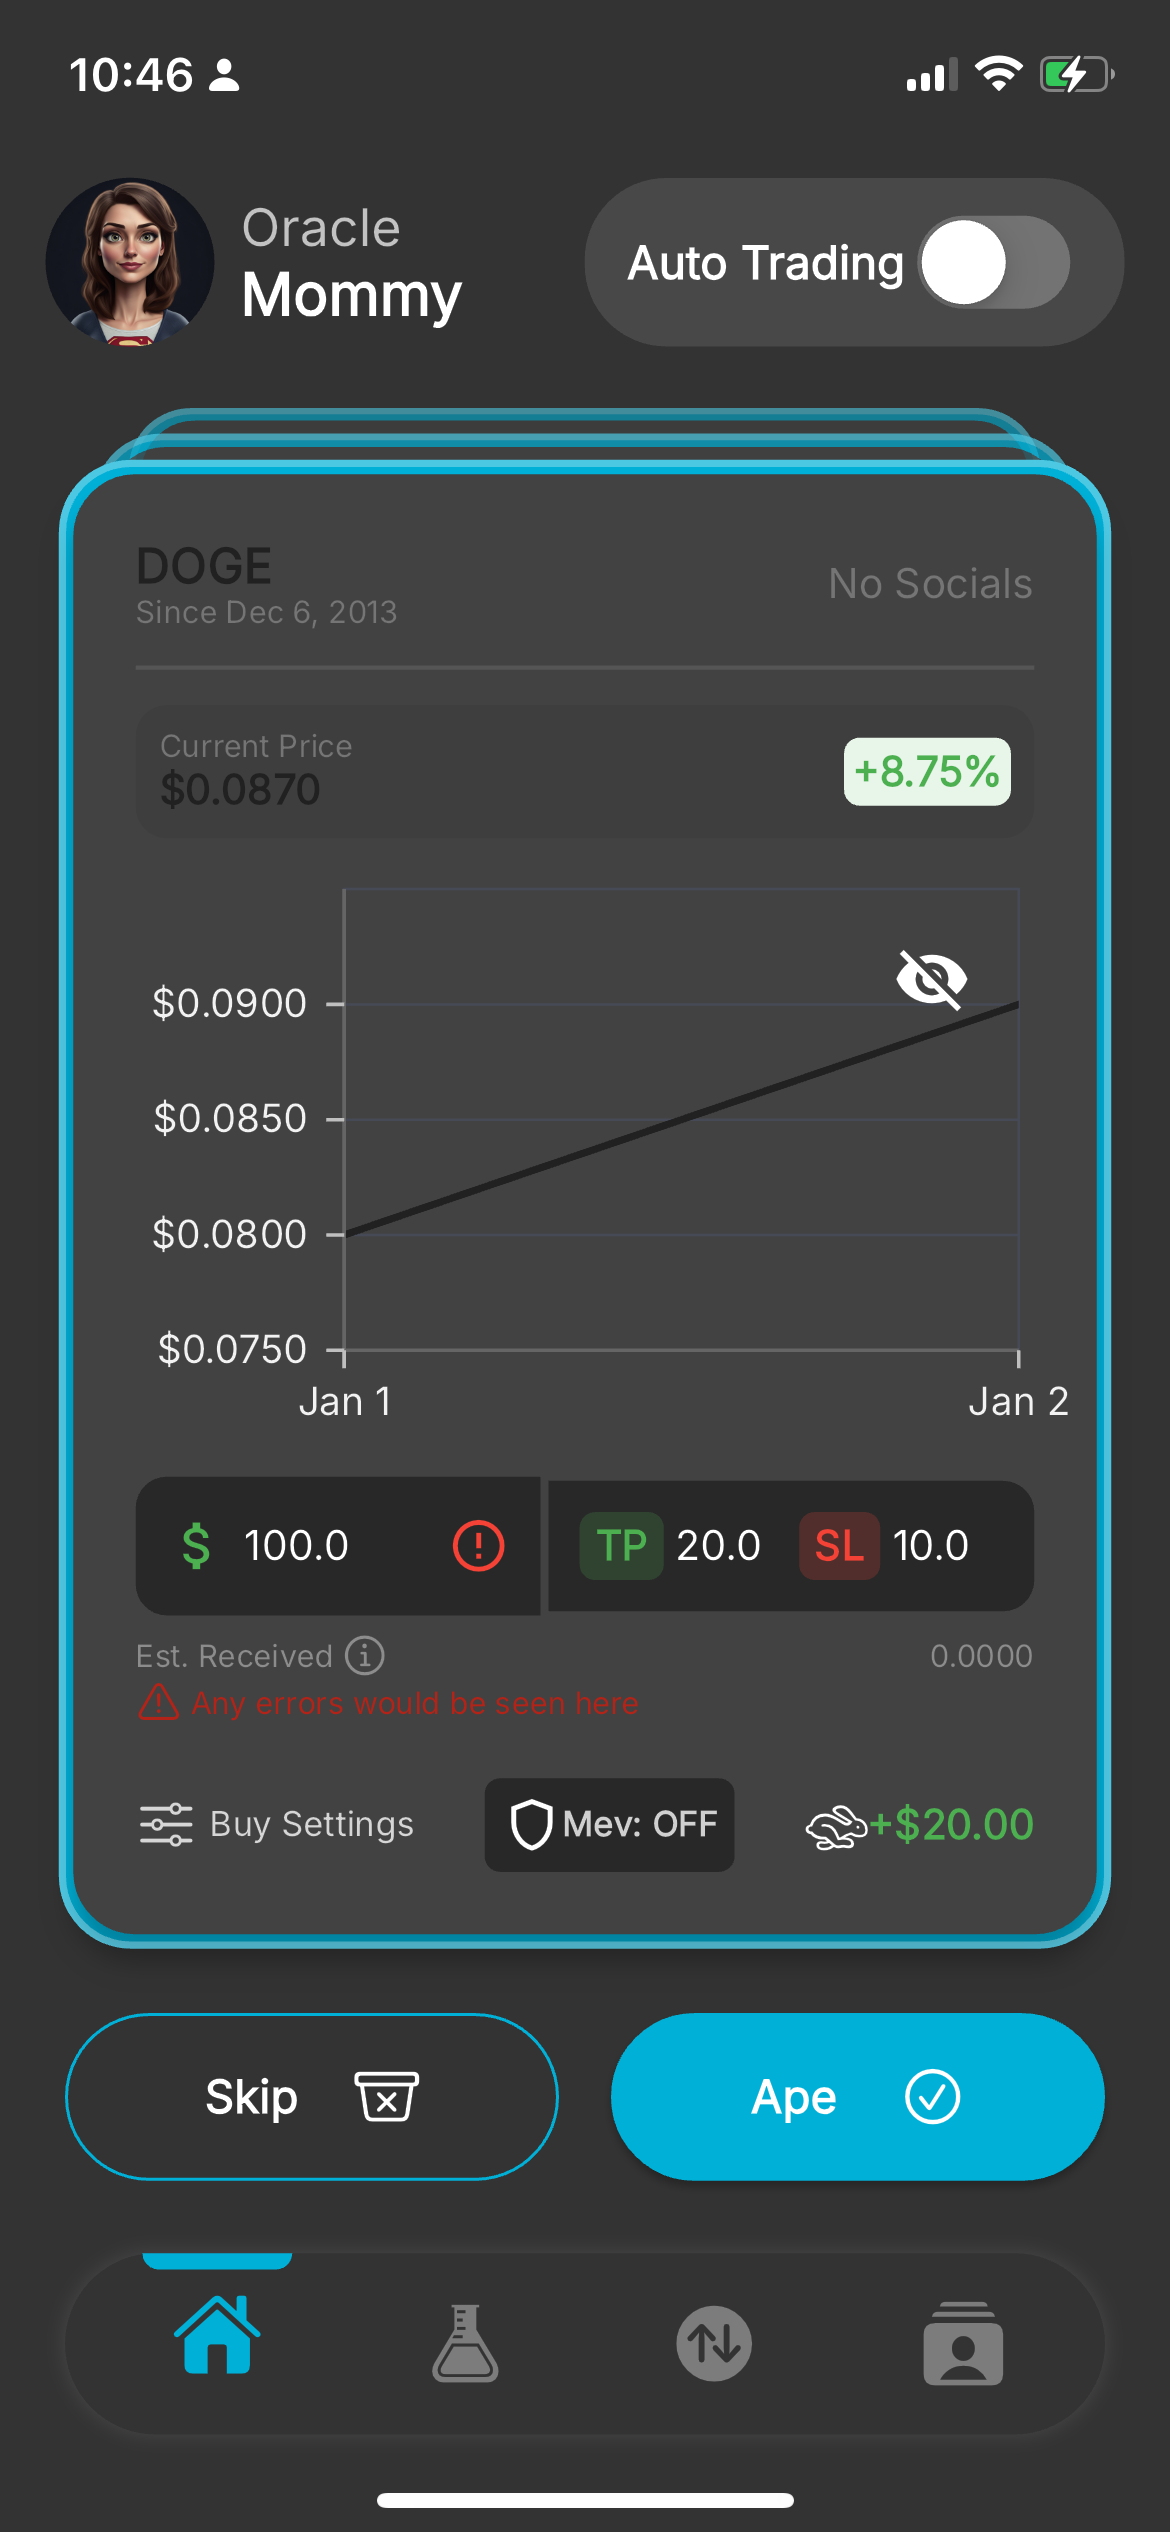 10:46
Oracle
Mommy
Auto Trading
DOGE
Since Dec 6, 2013
No Socials
Current Price
$0.0870
+8.75%
$0.0900
$0.0850
$0.0800
$0.0750
Jan 1
Jan 2
$ 100.0
TP 20.0 SL 10.0
Est. Received
0.0000
Any errors would be seen here
Buy Settings
Mev: OFF
+$20.00
Skip
Ape